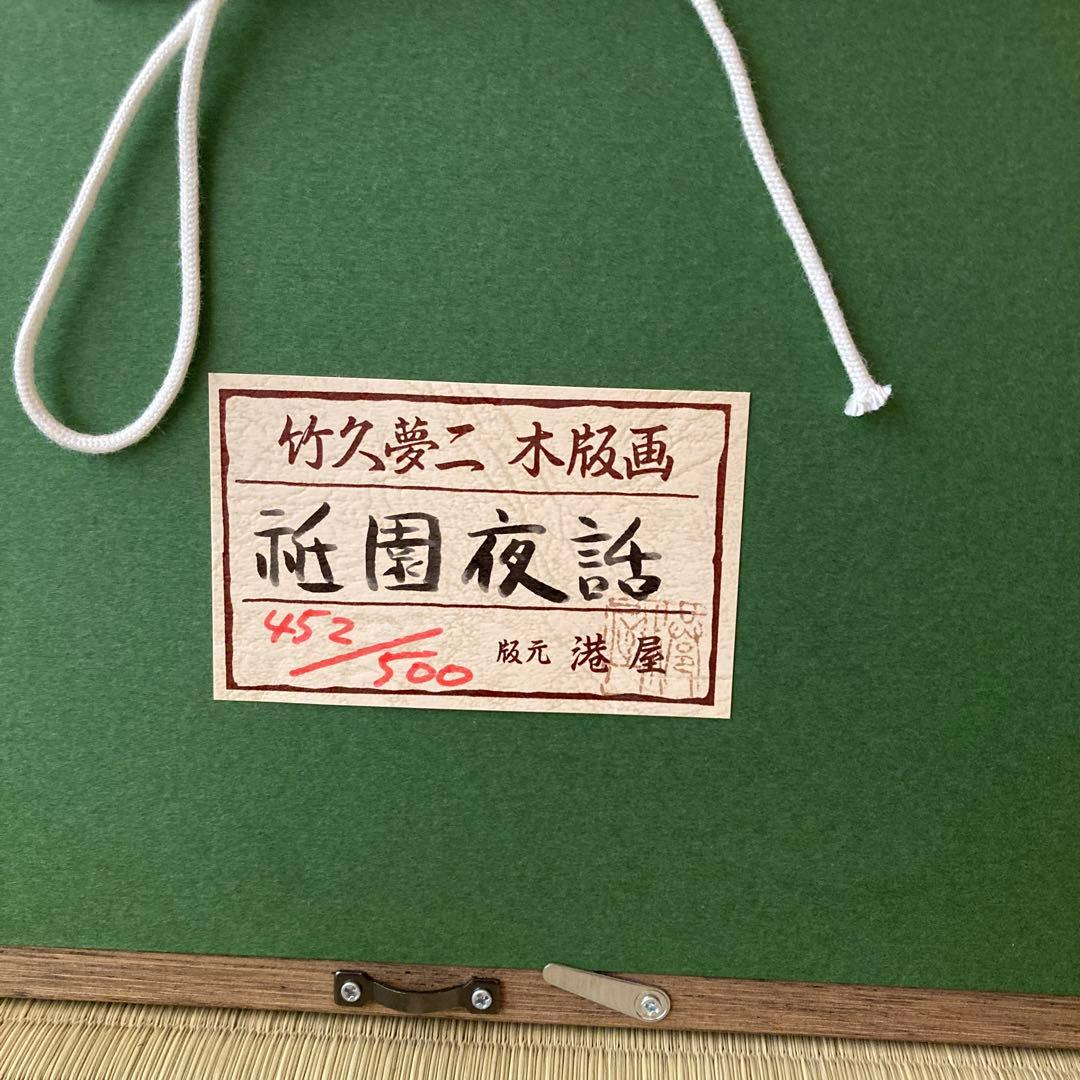 竹久夢二 木版画
祇園夜話
452/500
版元 港屋